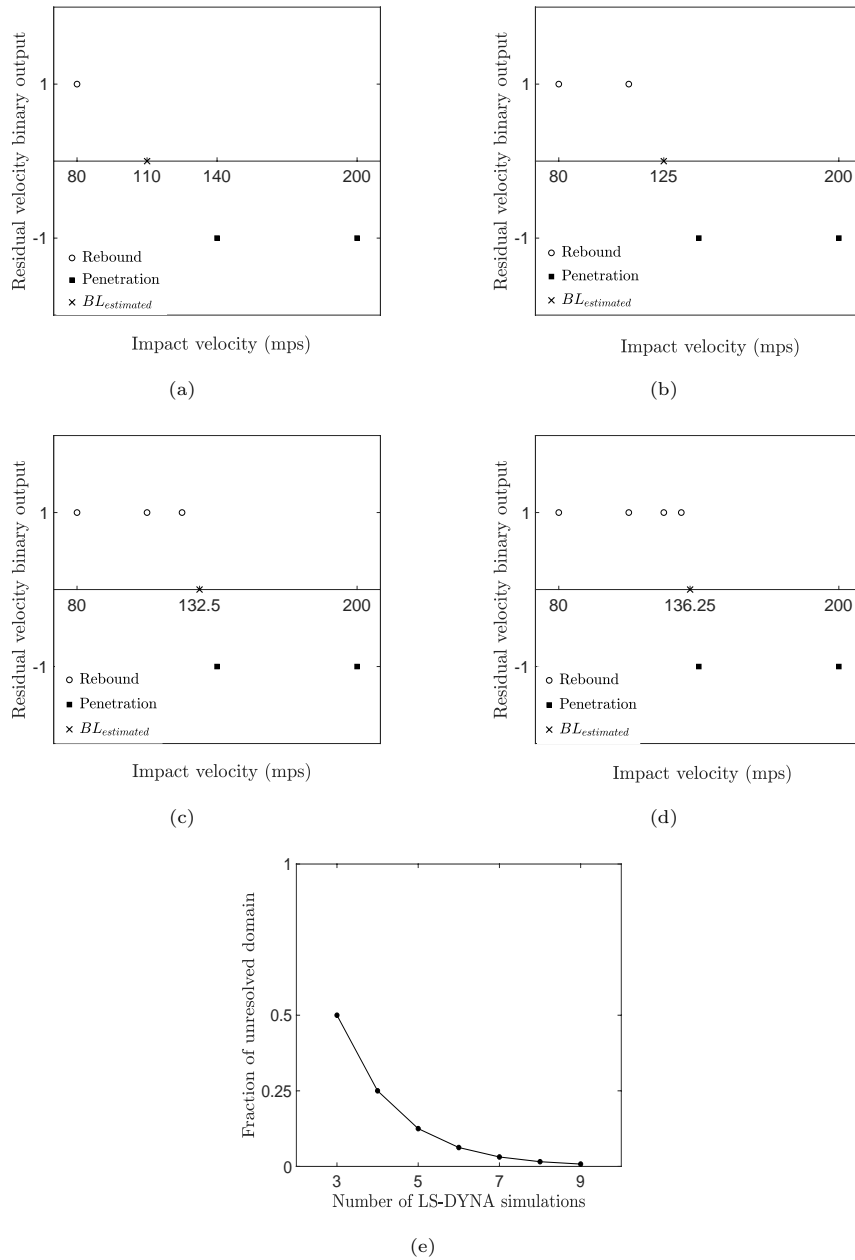 Residual velocity binary output
1
-1
80
110
140
200
Rebound
Penetration
BL_estimated
Impact velocity (mps)
(a)
Residual velocity binary output
1
-1
80
125
200
Rebound
Penetration
BL_estimated
Impact velocity (mps)
(b)
Residual velocity binary output
1
-1
80
132.5
200
Rebound
Penetration
BL_estimated
Impact velocity (mps)
(c)
Residual velocity binary output
1
-1
80
136.25
200
Rebound
Penetration
BL_estimated
Impact velocity (mps)
(d)
Fraction of unresolved domain
1
0.5
0.25
0
3
5
7
9
Number of LS-DYNA simulations
(e)